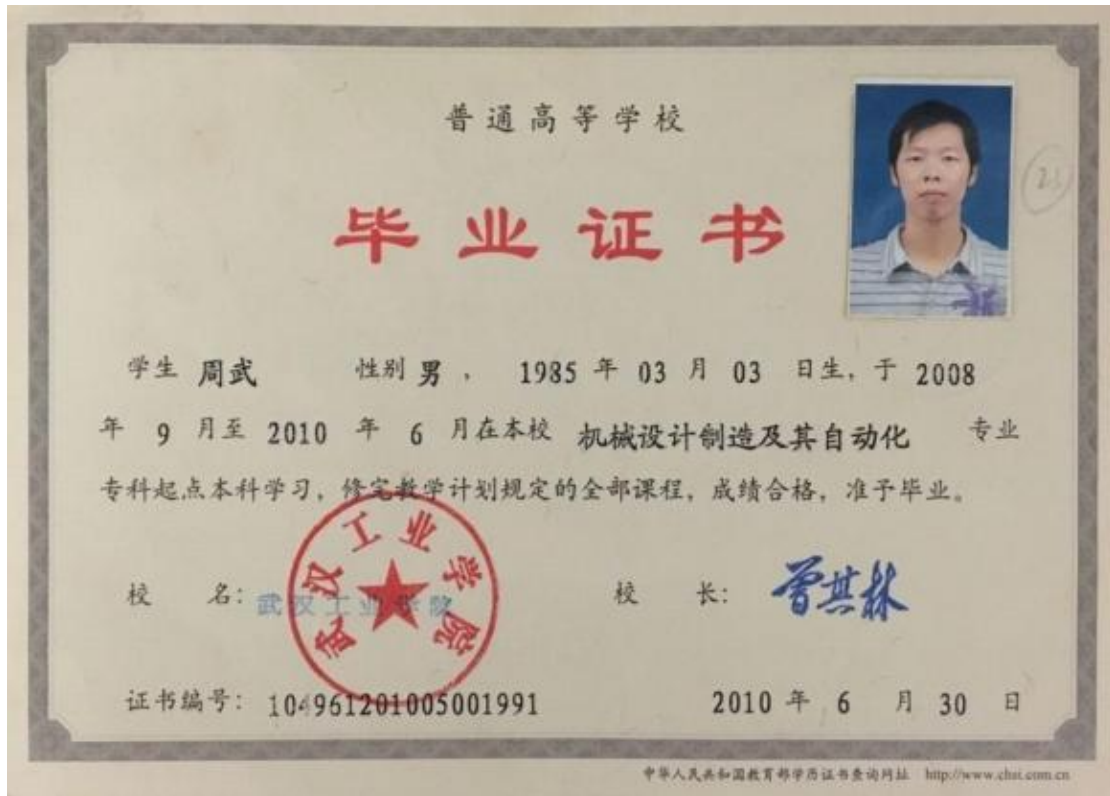 普通高等学校
毕业证书
学生 周武 性别 男 ， 1985 年 03 月 03 日生，于 2008
年 9 月至 2010 年 6 月在本校 机械设计制造及其自动化 专业
专科起点本科学习，修完教学计划规定的全部课程，成绩合格，准予毕业。
武汉工业学院
校 名：武汉工业学院 校 长：曾其林
证书编号：104961201005001991 2010 年 6 月 30 日
中华人民共和国教育部学历证书查询网址 http://www.chsi.com.cn